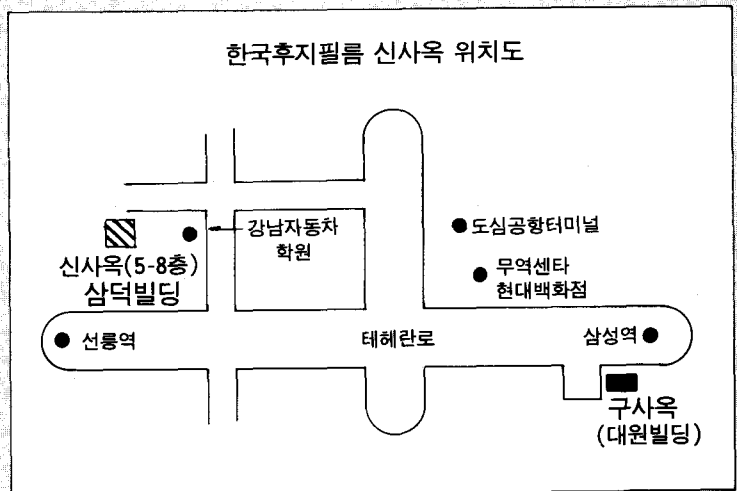 한국후지필름 신사옥 위치도
강남자동차
학원
도심공항터미널
무역센타
현대백화점
신사옥(5-8층)
삼덕빌딩
선릉역
테헤란로
삼성역
구사옥
(대원빌딩)